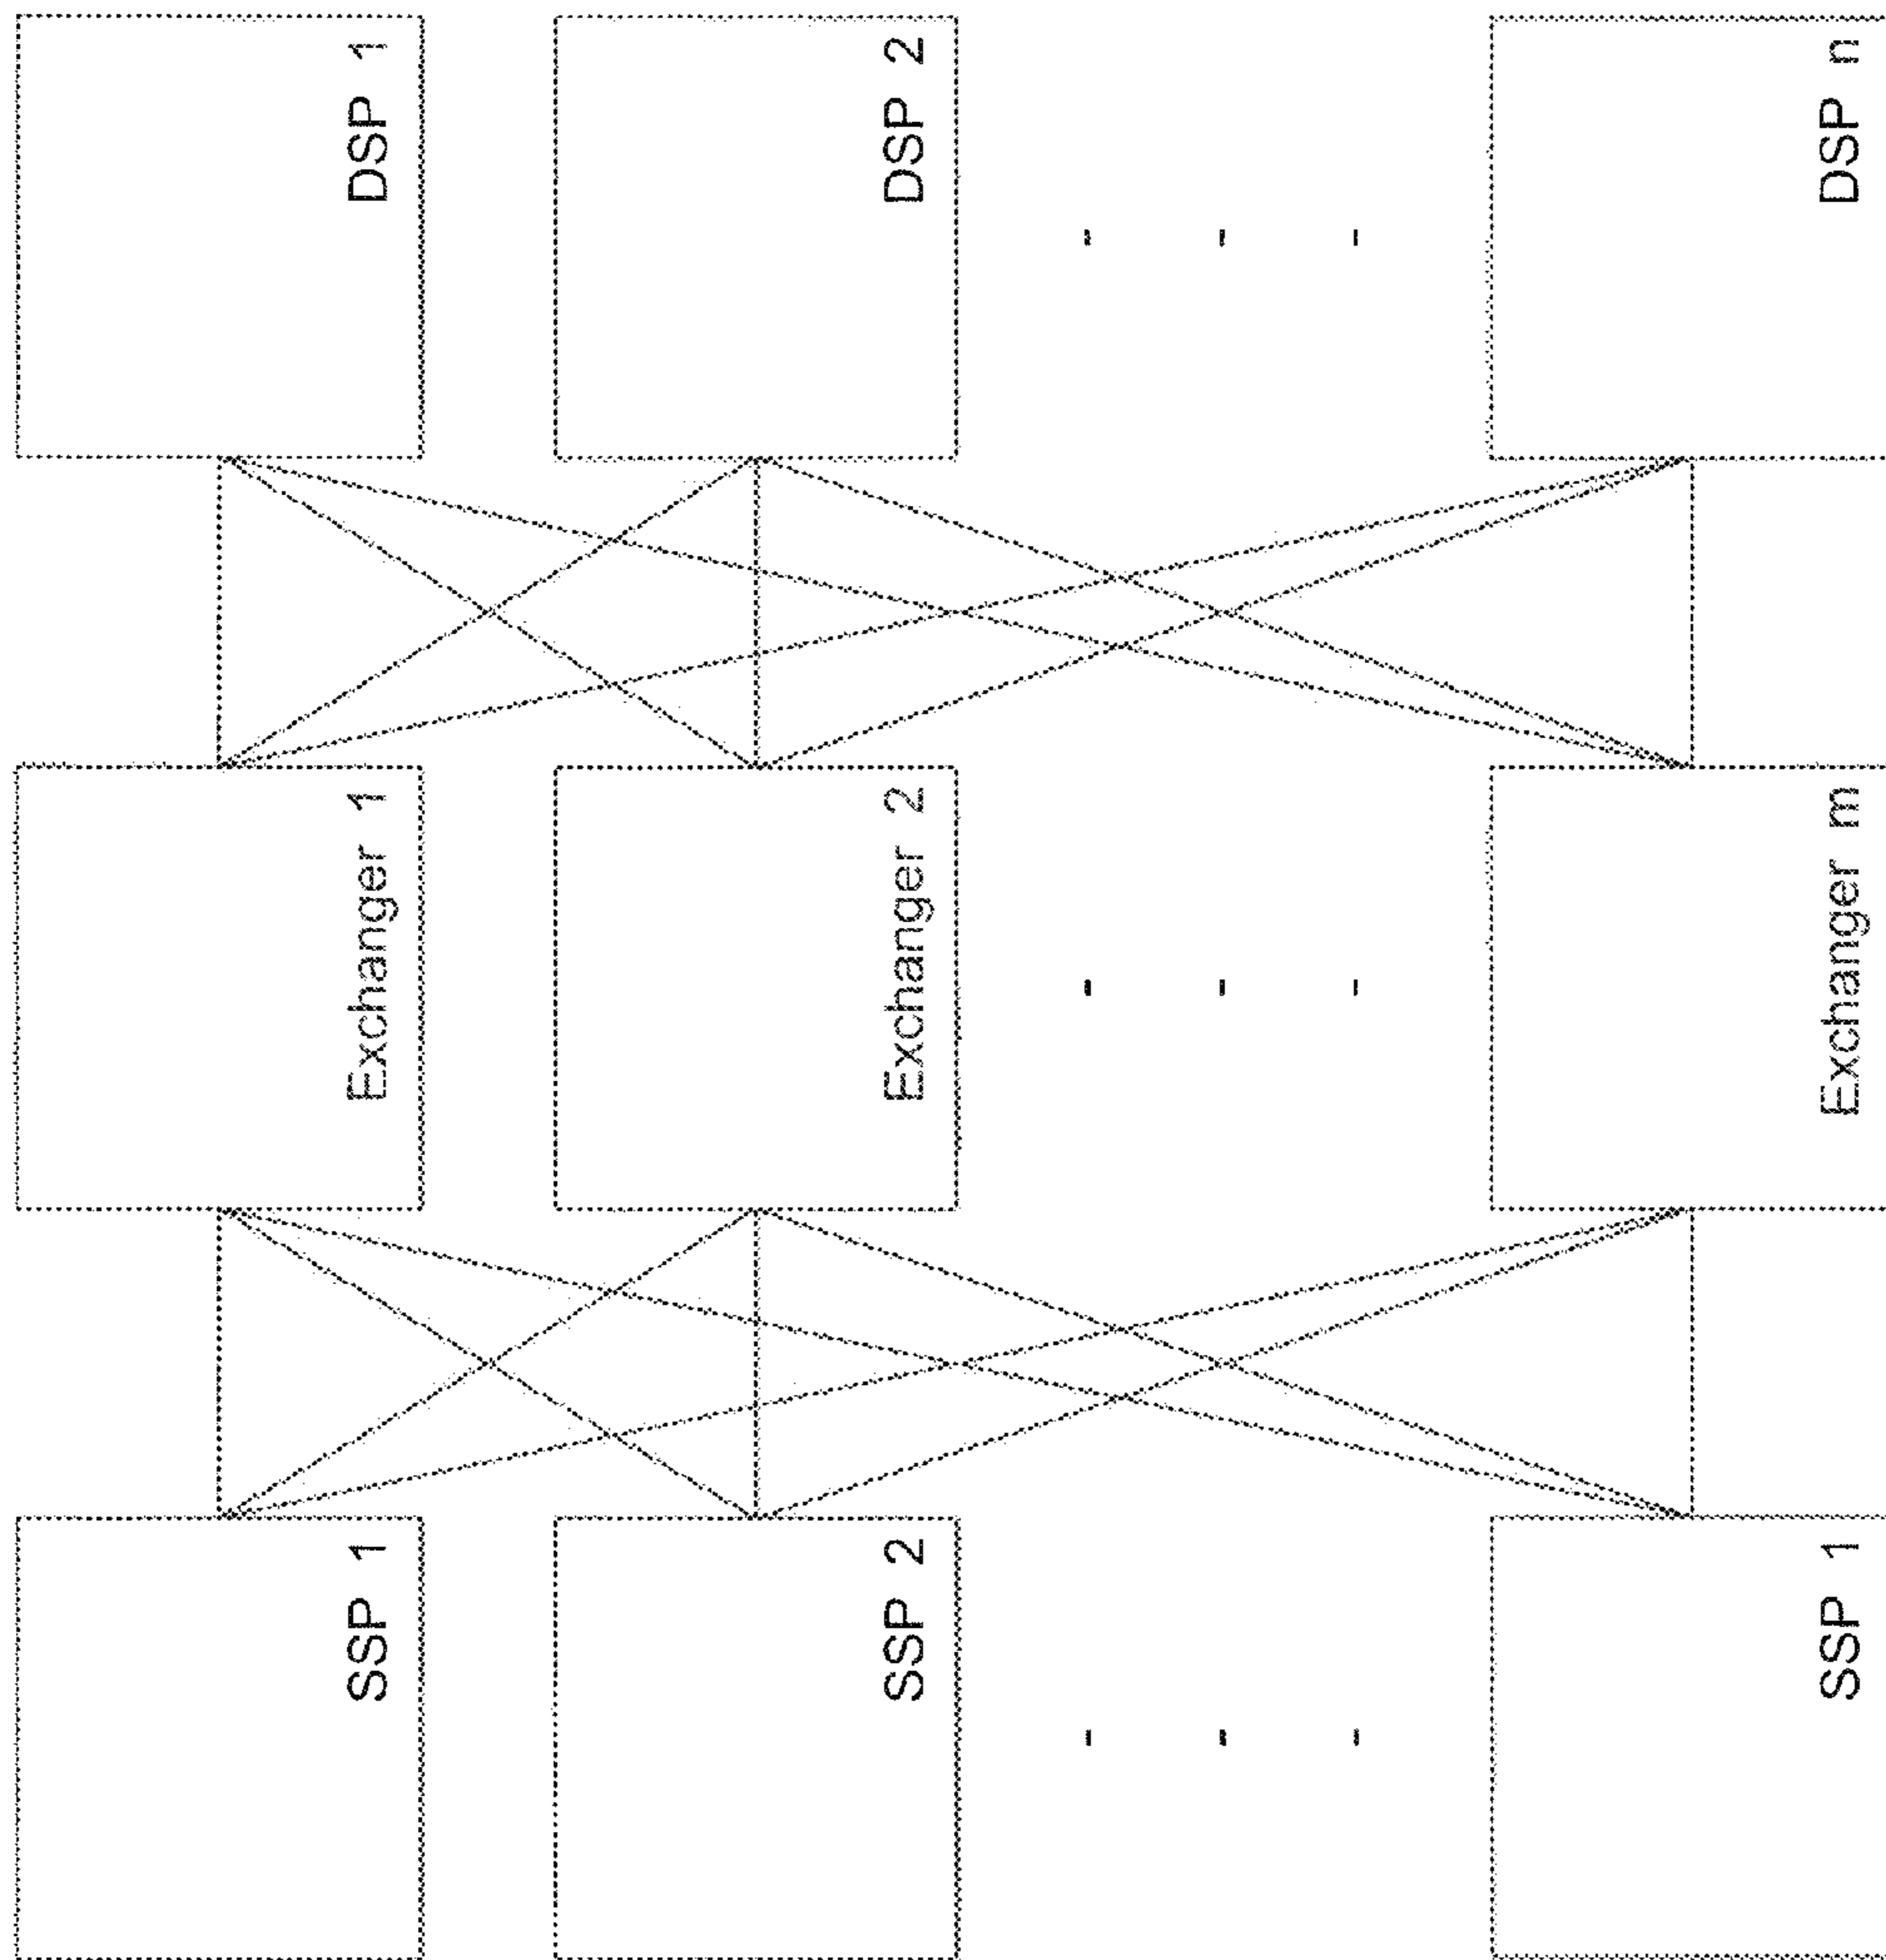 SSP 1
Exchanger 1
DSP 1
SSP 2
Exchanger 2
DSP 2
SSP 1
Exchanger m
DSP n